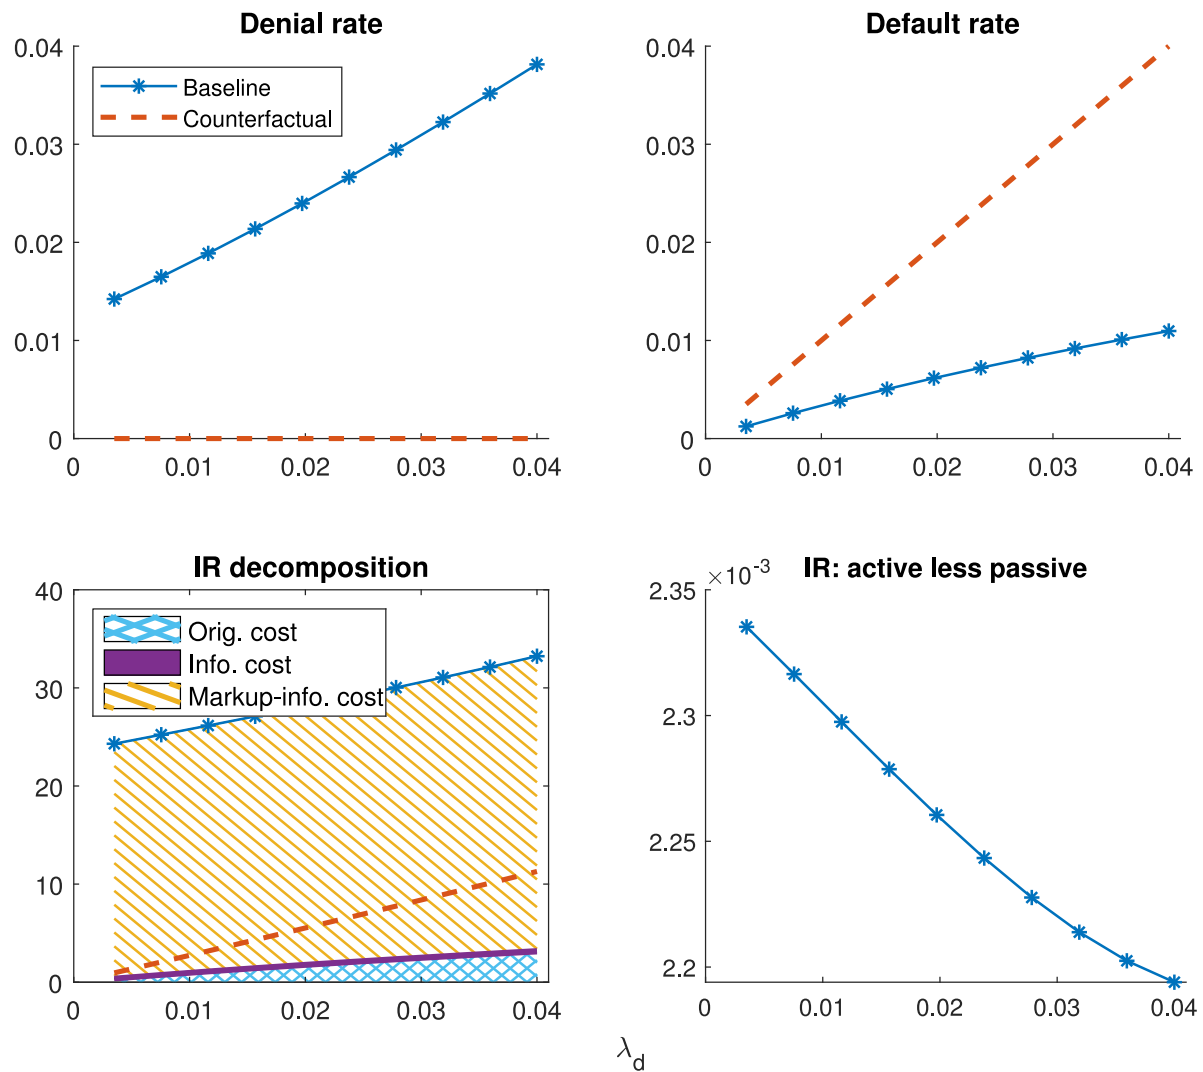 Denial rate
0.04
0.03
0.02
0.01
0
0 0.01 0.02 0.03 0.04
Baseline
Counterfactual
Default rate
0.04
0.03
0.02
0.01
0
0 0.01 0.02 0.03 0.04
IR decomposition
40
30
20
10
0
0 0.01 0.02 0.03 0.04
Orig. cost
Info. cost
Markup-info. cost
IR: active less passive
×10⁻³
2.35
2.3
2.25
2.2
0 0.01 0.02 0.03 0.04
λd